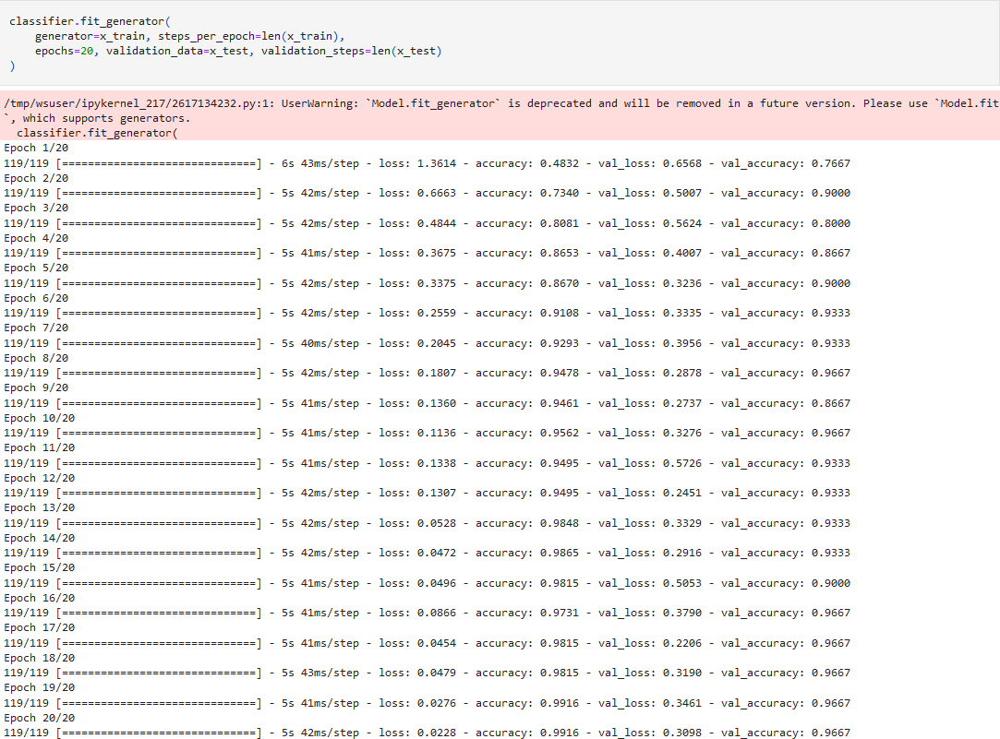 classifier.fit_generator(
    generator=x_train, steps_per_epoch=len(x_train),
    epochs=20, validation_data=x_test, validation_steps=len(x_test)
)
/tmp/wsuser/ipykernel_217/2617134232.py:1: UserWarning: `Model.fit_generator` is deprecated and will be removed in a future version. Please use `Model.fit
`, which supports generators.
  classifier.fit_generator(
Epoch 1/20
119/119 [==============================] - 6s 43ms/step - loss: 1.3614 - accuracy: 0.4832 - val_loss: 0.6568 - val_accuracy: 0.7667
Epoch 2/20
119/119 [==============================] - 5s 42ms/step - loss: 0.6663 - accuracy: 0.7340 - val_loss: 0.5007 - val_accuracy: 0.9000
Epoch 3/20
119/119 [==============================] - 5s 42ms/step - loss: 0.4844 - accuracy: 0.8081 - val_loss: 0.5624 - val_accuracy: 0.8000
Epoch 4/20
119/119 [==============================] - 5s 41ms/step - loss: 0.3675 - accuracy: 0.8653 - val_loss: 0.4007 - val_accuracy: 0.8667
Epoch 5/20
119/119 [==============================] - 5s 42ms/step - loss: 0.3375 - accuracy: 0.8670 - val_loss: 0.3236 - val_accuracy: 0.9000
Epoch 6/20
119/119 [==============================] - 5s 42ms/step - loss: 0.2559 - accuracy: 0.9108 - val_loss: 0.3335 - val_accuracy: 0.9333
Epoch 7/20
119/119 [==============================] - 5s 40ms/step - loss: 0.2045 - accuracy: 0.9293 - val_loss: 0.3956 - val_accuracy: 0.9333
Epoch 8/20
119/119 [==============================] - 5s 42ms/step - loss: 0.1807 - accuracy: 0.9478 - val_loss: 0.2878 - val_accuracy: 0.9667
Epoch 9/20
119/119 [==============================] - 5s 41ms/step - loss: 0.1360 - accuracy: 0.9461 - val_loss: 0.2737 - val_accuracy: 0.8667
Epoch 10/20
119/119 [==============================] - 5s 41ms/step - loss: 0.1136 - accuracy: 0.9562 - val_loss: 0.3276 - val_accuracy: 0.9667
Epoch 11/20
119/119 [==============================] - 5s 41ms/step - loss: 0.1338 - accuracy: 0.9495 - val_loss: 0.5726 - val_accuracy: 0.9333
Epoch 12/20
119/119 [==============================] - 5s 42ms/step - loss: 0.1307 - accuracy: 0.9495 - val_loss: 0.2451 - val_accuracy: 0.9333
Epoch 13/20
119/119 [==============================] - 5s 42ms/step - loss: 0.0528 - accuracy: 0.9848 - val_loss: 0.3329 - val_accuracy: 0.9333
Epoch 14/20
119/119 [==============================] - 5s 42ms/step - loss: 0.0472 - accuracy: 0.9865 - val_loss: 0.2916 - val_accuracy: 0.9333
Epoch 15/20
119/119 [==============================] - 5s 41ms/step - loss: 0.0496 - accuracy: 0.9815 - val_loss: 0.5053 - val_accuracy: 0.9000
Epoch 16/20
119/119 [==============================] - 5s 41ms/step - loss: 0.0866 - accuracy: 0.9731 - val_loss: 0.3790 - val_accuracy: 0.9667
Epoch 17/20
119/119 [==============================] - 5s 41ms/step - loss: 0.0454 - accuracy: 0.9815 - val_loss: 0.2206 - val_accuracy: 0.9667
Epoch 18/20
119/119 [==============================] - 5s 43ms/step - loss: 0.0479 - accuracy: 0.9815 - val_loss: 0.3190 - val_accuracy: 0.9667
Epoch 19/20
119/119 [==============================] - 5s 41ms/step - loss: 0.0276 - accuracy: 0.9916 - val_loss: 0.3461 - val_accuracy: 0.9667
Epoch 20/20
119/119 [==============================] - 5s 42ms/step - loss: 0.0228 - accuracy: 0.9916 - val_loss: 0.3098 - val_accuracy: 0.9667